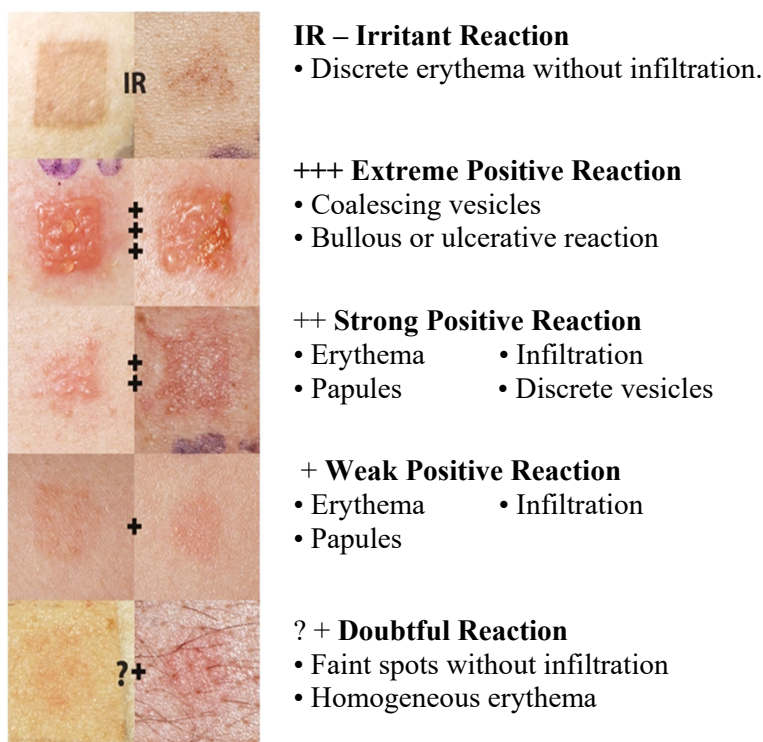 IR – Irritant Reaction
• Discrete erythema without infiltration.
IR
+++ Extreme Positive Reaction
• Coalescing vesicles
• Bullous or ulcerative reaction
+
+
+
++ Strong Positive Reaction
• Erythema • Infiltration
• Papules • Discrete vesicles
+
+
+ Weak Positive Reaction
• Erythema • Infiltration
• Papules
+
? + Doubtful Reaction
• Faint spots without infiltration
• Homogeneous erythema
?+